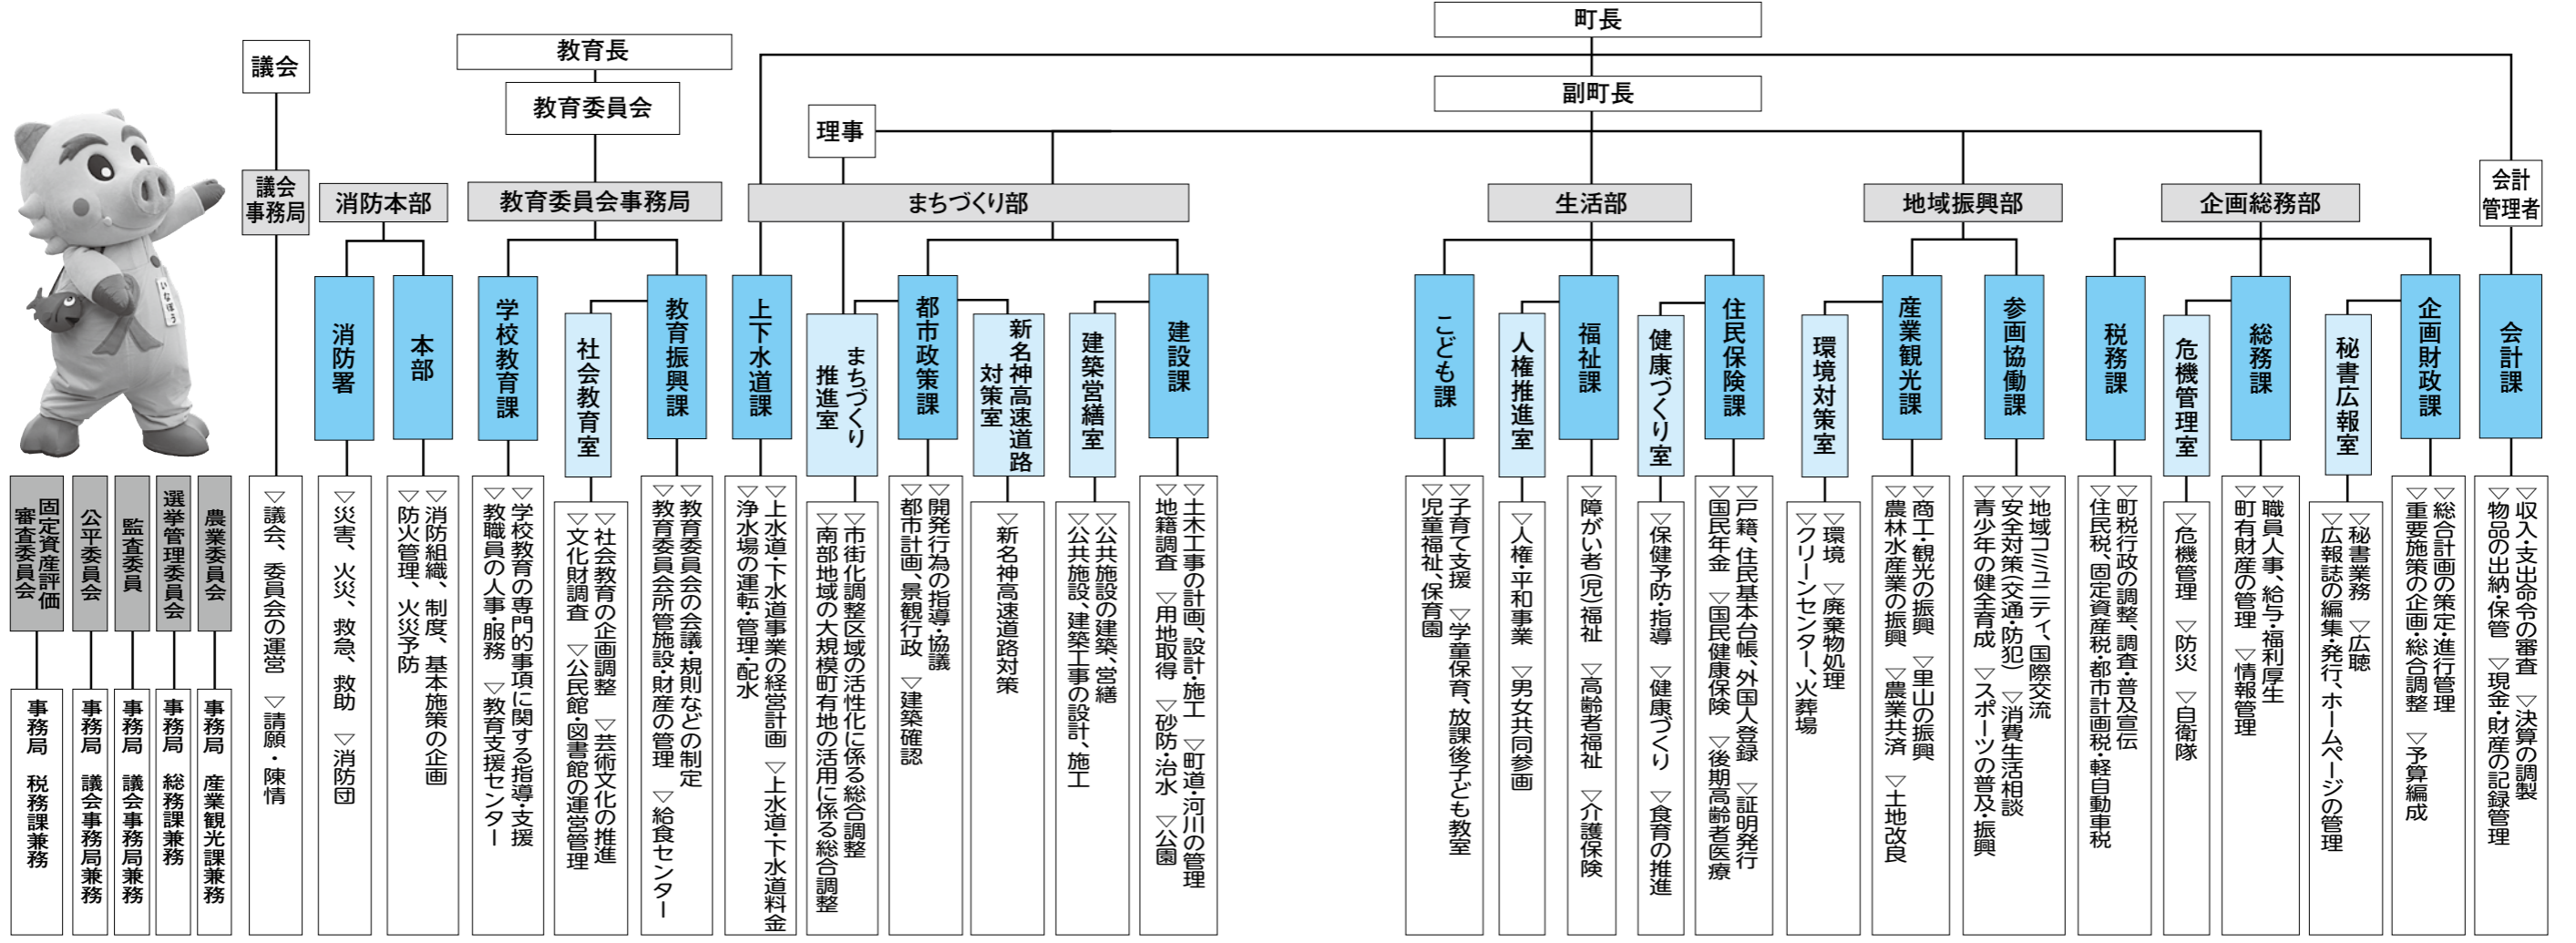 町長
副町長
教育長
教育委員会
議会
理事
会計
管理者
議会
事務局
消防本部
教育委員会事務局
まちづくり部
生活部
地域振興部
企画総務部
会計課
企画財政課
秘書広報室
総務課
危機管理室
税務課
参画協働課
産業観光課
環境対策室
住民保険課
健康づくり室
福祉課
人権推進室
こども課
建設課
建築営繕室
新名神高速道路
対策室
都市政策課
まちづくり
推進室
上下水道課
教育振興課
社会教育室
学校教育課
本部
消防署
いなぼう
▽収入・支出命令の審査　▽決算の調製
▽物品の出納・保管　▽現金・財産の記録管理
▽総合計画の策定・進行管理
▽重要施策の企画・総合調整　▽予算編成
▽秘書業務　▽広聴
▽広報誌の編集・発行、ホームページの管理
▽職員人事、給与・福利厚生
▽町有財産の管理　▽情報管理
▽危機管理　▽防災　▽自衛隊
▽町税行政の調整、調査・普及宣伝
▽住民税、固定資産税・都市計画税・軽自動車税
▽地域コミュニティ、国際交流
▽安全対策（交通・防犯）　▽消費生活相談
▽青少年の健全育成　▽スポーツの普及・振興
▽商工・観光の振興　▽里山の振興
▽農林水産業の振興　▽農業共済　▽土地改良
▽環境　▽廃棄物処理
▽クリーンセンター、火葬場
▽戸籍、住民基本台帳、外国人登録　▽証明発行
▽国民年金　▽国民健康保険　▽後期高齢者医療
▽保健予防・指導　▽健康づくり　▽食育の推進
▽障がい者（児）福祉　▽高齢者福祉　▽介護保険
▽人権・平和事業　▽男女共同参画
▽子育て支援　▽学童保育、放課後子ども教室
▽児童福祉、保育園
▽土木工事の計画、設計・施工　▽町道・河川の管理
▽地籍調査　▽用地取得　▽砂防・治水　▽公園
▽公共施設の建築、営繕
▽公共施設、建築工事の設計、施工
▽新名神高速道路対策
▽開発行為の指導・協議
▽都市計画、景観行政　▽建築確認
▽市街化調整区域の活性化に係る総合調整
▽南部地域の大規模町有地の活用に係る総合調整
▽上水道・下水道事業の経営計画　▽上水道・下水道料金
▽浄水場の運転・管理・配水
▽教育委員会の会議・規則などの制定
▽教育委員会所管施設・財産の管理　▽給食センター
▽社会教育の企画調整　▽芸術文化の推進
▽文化財調査　▽公民館・図書館の運営管理
▽学校教育の専門的事項に関する指導・支援
▽教職員の人事・服務　▽教育支援センター
▽消防組織、制度、基本施策の企画
▽防火管理、火災予防
▽災害、火災、救急、救助　▽消防団
▽議会、委員会の運営　▽請願・陳情
農業委員会
事務局　産業観光課兼務
選挙管理委員会
事務局　総務課兼務
監査委員
事務局　議会事務局兼務
公平委員会
事務局　議会事務局兼務
固定資産評価
審査委員会
事務局　税務課兼務